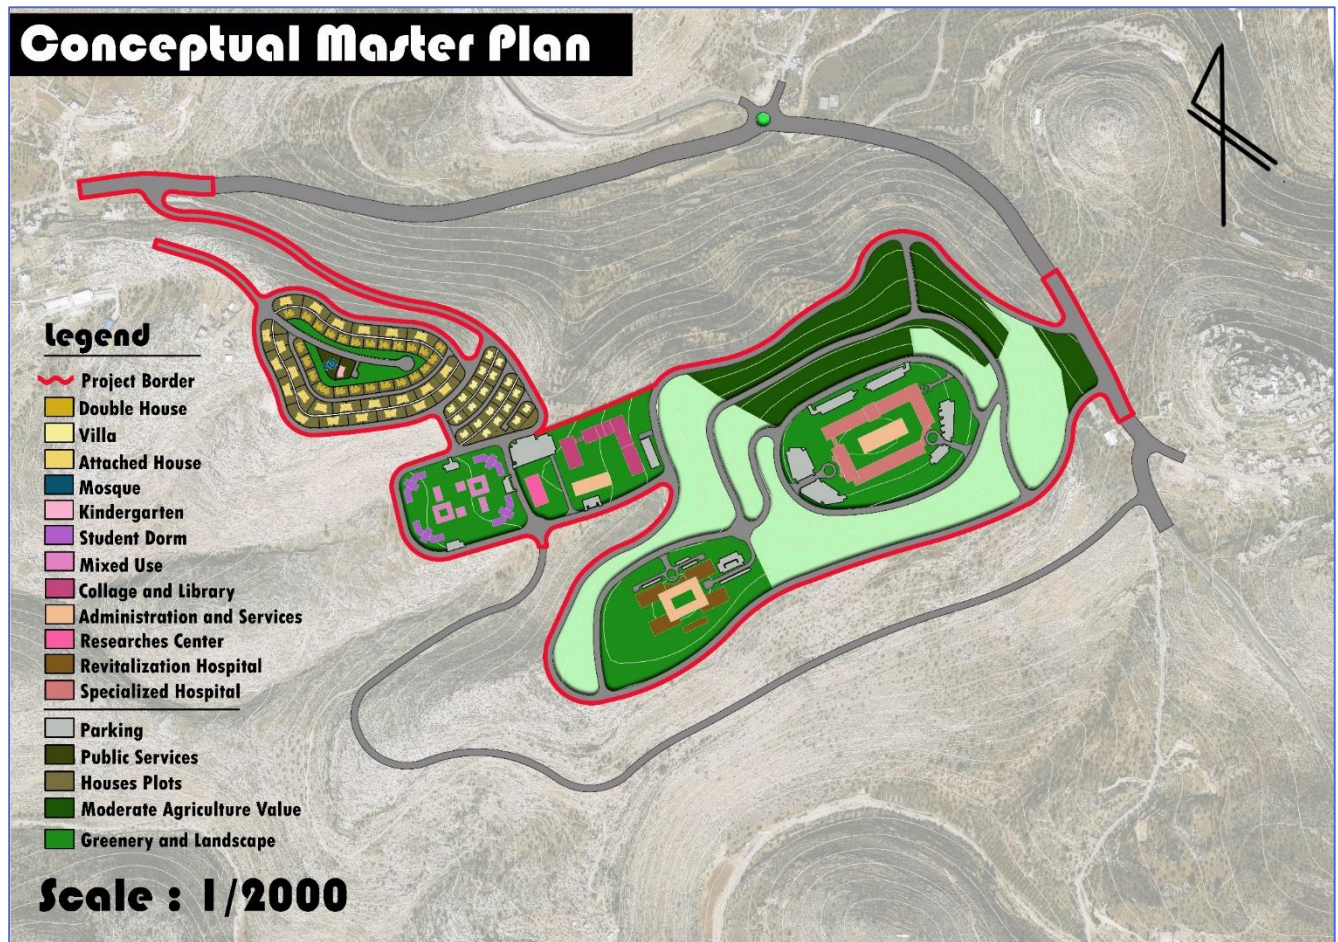 Conceptual Master Plan
Legend
Project Border
Double House
Villa
Attached House
Mosque
Kindergarten
Student Dorm
Mixed Use
Collage and Library
Administration and Services
Researches Center
Revitalization Hospital
Specialized Hospital
Parking
Public Services
Houses Plots
Moderate Agriculture Value
Greenery and Landscape
Scale : 1/2000